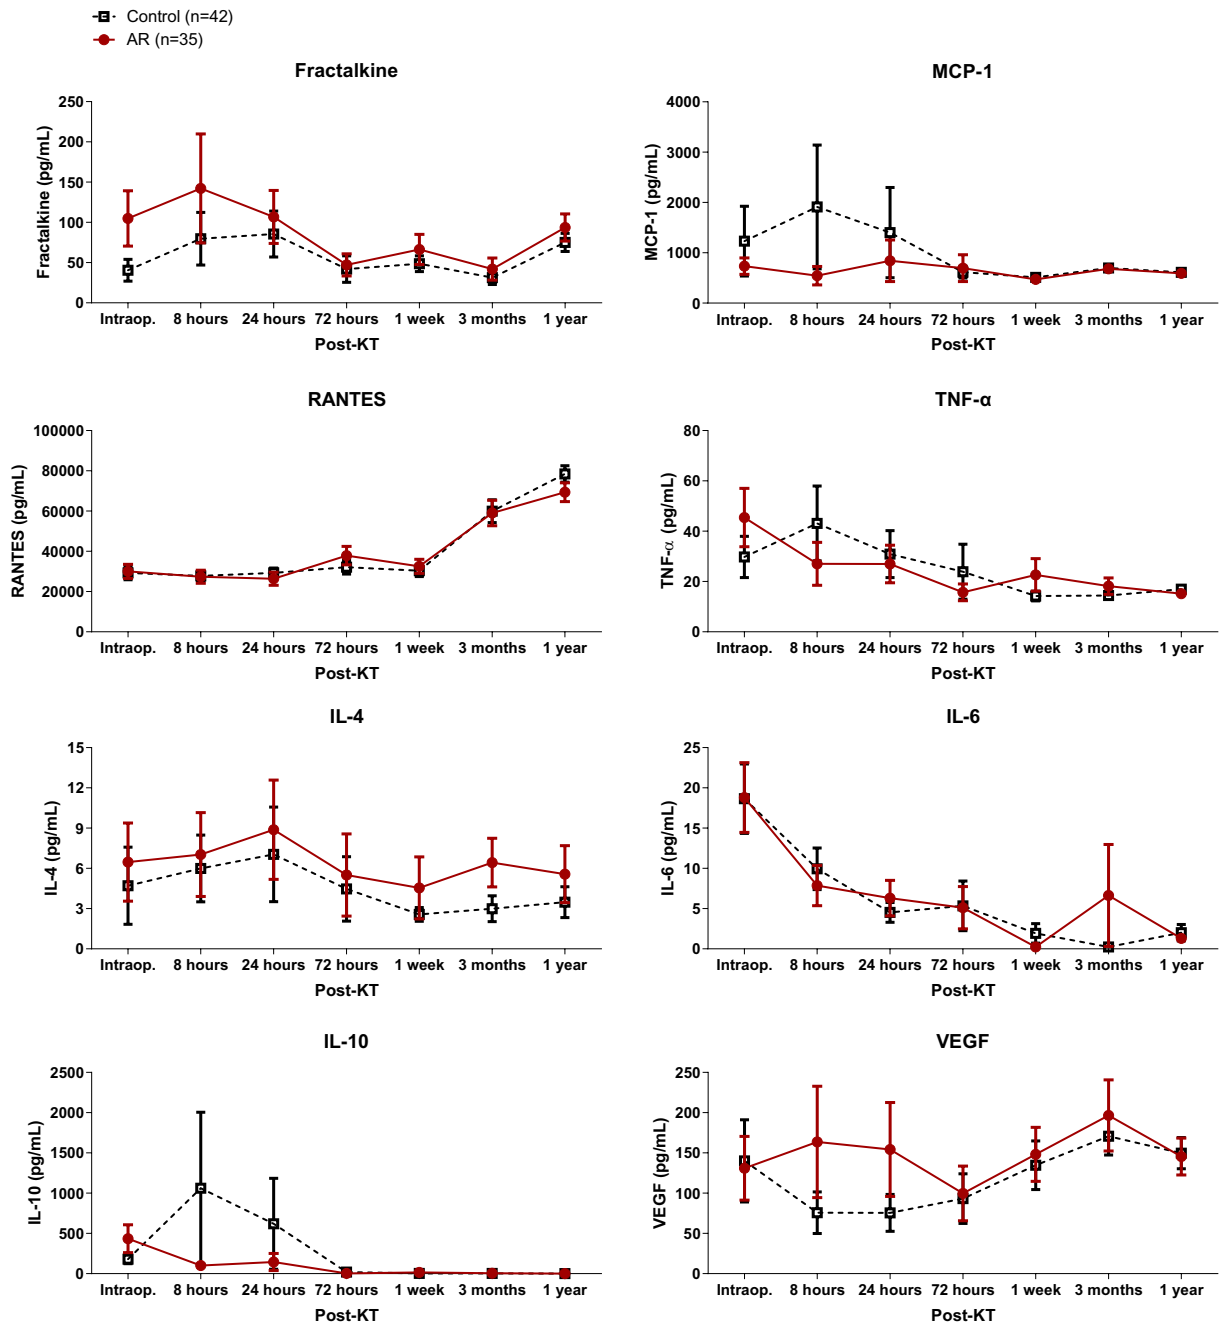 Control (n=42)
AR (n=35)
Fractalkine
Fractalkine (pg/mL)
250
200
150
100
50
0
Intraop. 8 hours 24 hours 72 hours 1 week 3 months 1 year
Post-KT
MCP-1
MCP-1 (pg/mL)
4000
3000
2000
1000
0
Intraop. 8 hours 24 hours 72 hours 1 week 3 months 1 year
Post-KT
RANTES
RANTES (pg/mL)
100000
80000
60000
40000
20000
0
Intraop. 8 hours 24 hours 72 hours 1 week 3 months 1 year
Post-KT
TNF-α
TNF-α (pg/mL)
80
60
40
20
0
Intraop. 8 hours 24 hours 72 hours 1 week 3 months 1 year
Post-KT
IL-4
IL-4 (pg/mL)
15
12
9
6
3
0
Intraop. 8 hours 24 hours 72 hours 1 week 3 months 1 year
Post-KT
IL-6
IL-6 (pg/mL)
25
20
15
10
5
0
Intraop. 8 hours 24 hours 72 hours 1 week 3 months 1 year
Post-KT
IL-10
IL-10 (pg/mL)
2500
2000
1500
1000
500
0
Intraop. 8 hours 24 hours 72 hours 1 week 3 months 1 year
Post-KT
VEGF
VEGF (pg/mL)
250
200
150
100
50
0
Intraop. 8 hours 24 hours 72 hours 1 week 3 months 1 year
Post-KT